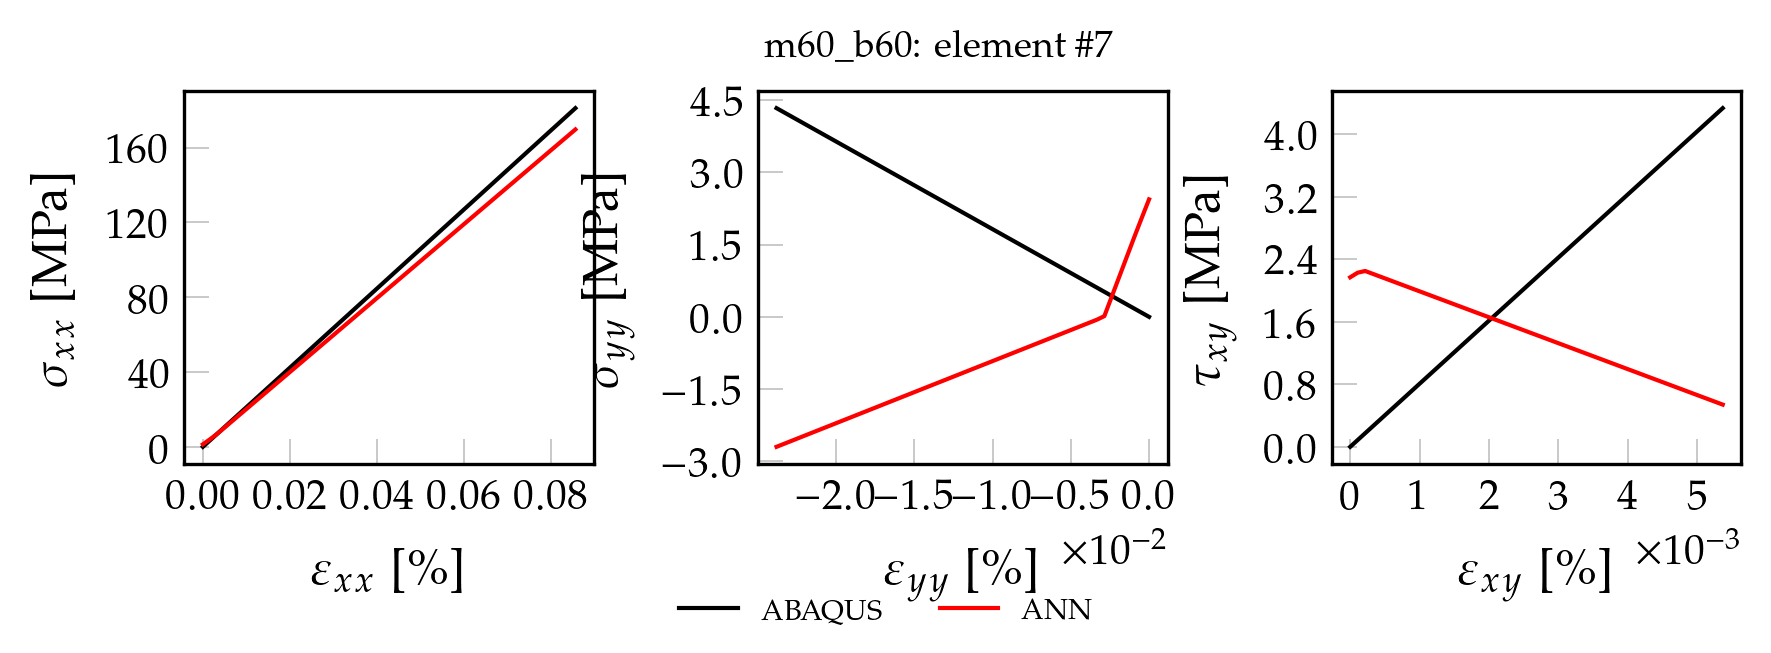 m60_b60: element #7
σxx [MPa]
160
120
80
40
0
0.00 0.02 0.04 0.06 0.08
εxx [%]
σyy [MPa]
4.5
3.0
1.5
0.0
−1.5
−3.0
−2.0 −1.5 −1.0 −0.5 0.0
×10−2
εyy [%]
τxy [MPa]
4.0
3.2
2.4
1.6
0.8
0.0
0 1 2 3 4 5
×10−3
εxy [%]
ABAQUS ANN